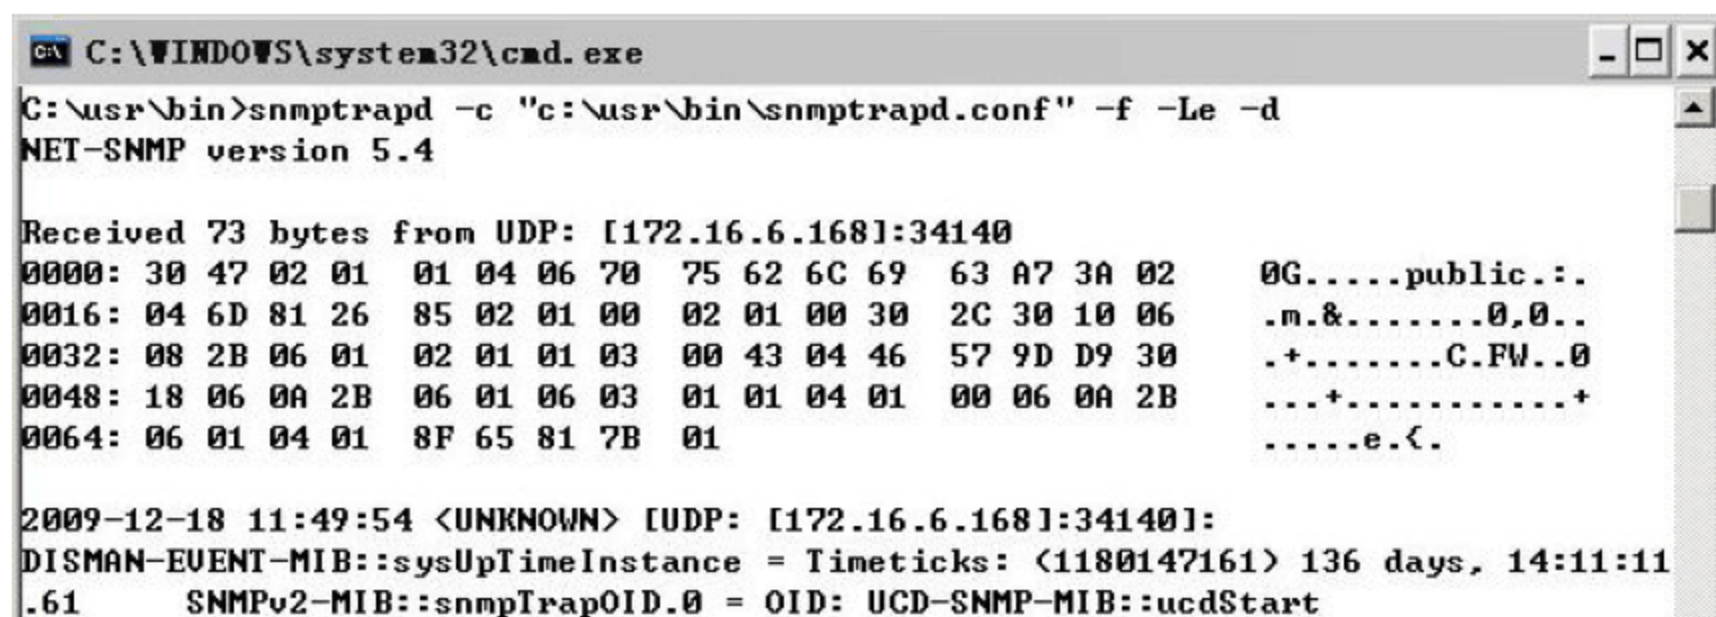 C:\WINDOWS\system32\cmd.exe
C:\usr\bin>snmptrapd -c "c:\usr\bin\snmptrapd.conf" -f -Le -d
NET-SNMP version 5.4
Received 73 bytes from UDP: [172.16.6.168]:34140
0000: 30 47 02 01  01 04 06 70  75 62 6C 69  63 A7 3A 02    0G.....public.:.
0016: 04 6D 81 26  85 02 01 00  02 01 00 30  2C 30 10 06    .m.&.......0,0..
0032: 08 2B 06 01  02 01 01 03  00 43 04 46  57 9D D9 30    .+.......C.FW..0
0048: 18 06 0A 2B  06 01 06 03  01 01 04 01  00 06 0A 2B    ...+...........+
0064: 06 01 04 01  8F 65 81 7B  01    .....e.{.
2009-12-18 11:49:54 <UNKNOWN> [UDP: [172.16.6.168]:34140]:
DISMAN-EVENT-MIB::sysUpTimeInstance = Timeticks: (1180147161) 136 days, 14:11:11
.61    SNMPv2-MIB::snmpTrapOID.0 = OID: UCD-SNMP-MIB::ucdStart